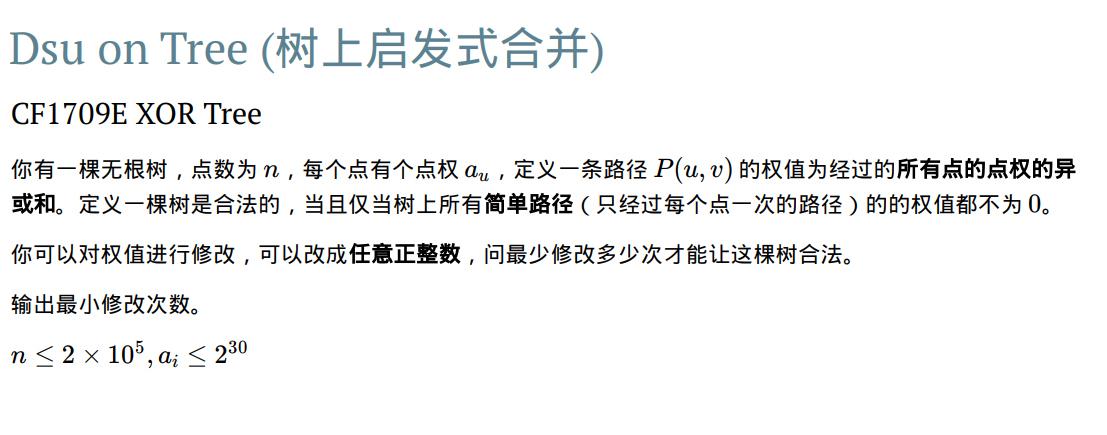 Dsu on Tree (树上启发式合并)
CF1709E XOR Tree
你有一棵无根树，点数为 n，每个点有个点权 a_u，定义一条路径 P(u, v) 的权值为经过的所有点的点权的异
或和。定义一棵树是合法的，当且仅当树上所有简单路径（只经过每个点一次的路径）的的权值都不为 0。
你可以对权值进行修改，可以改成任意正整数，问最少修改多少次才能让这棵树合法。
输出最小修改次数。
n ≤ 2 × 10^5, a_i ≤ 2^30